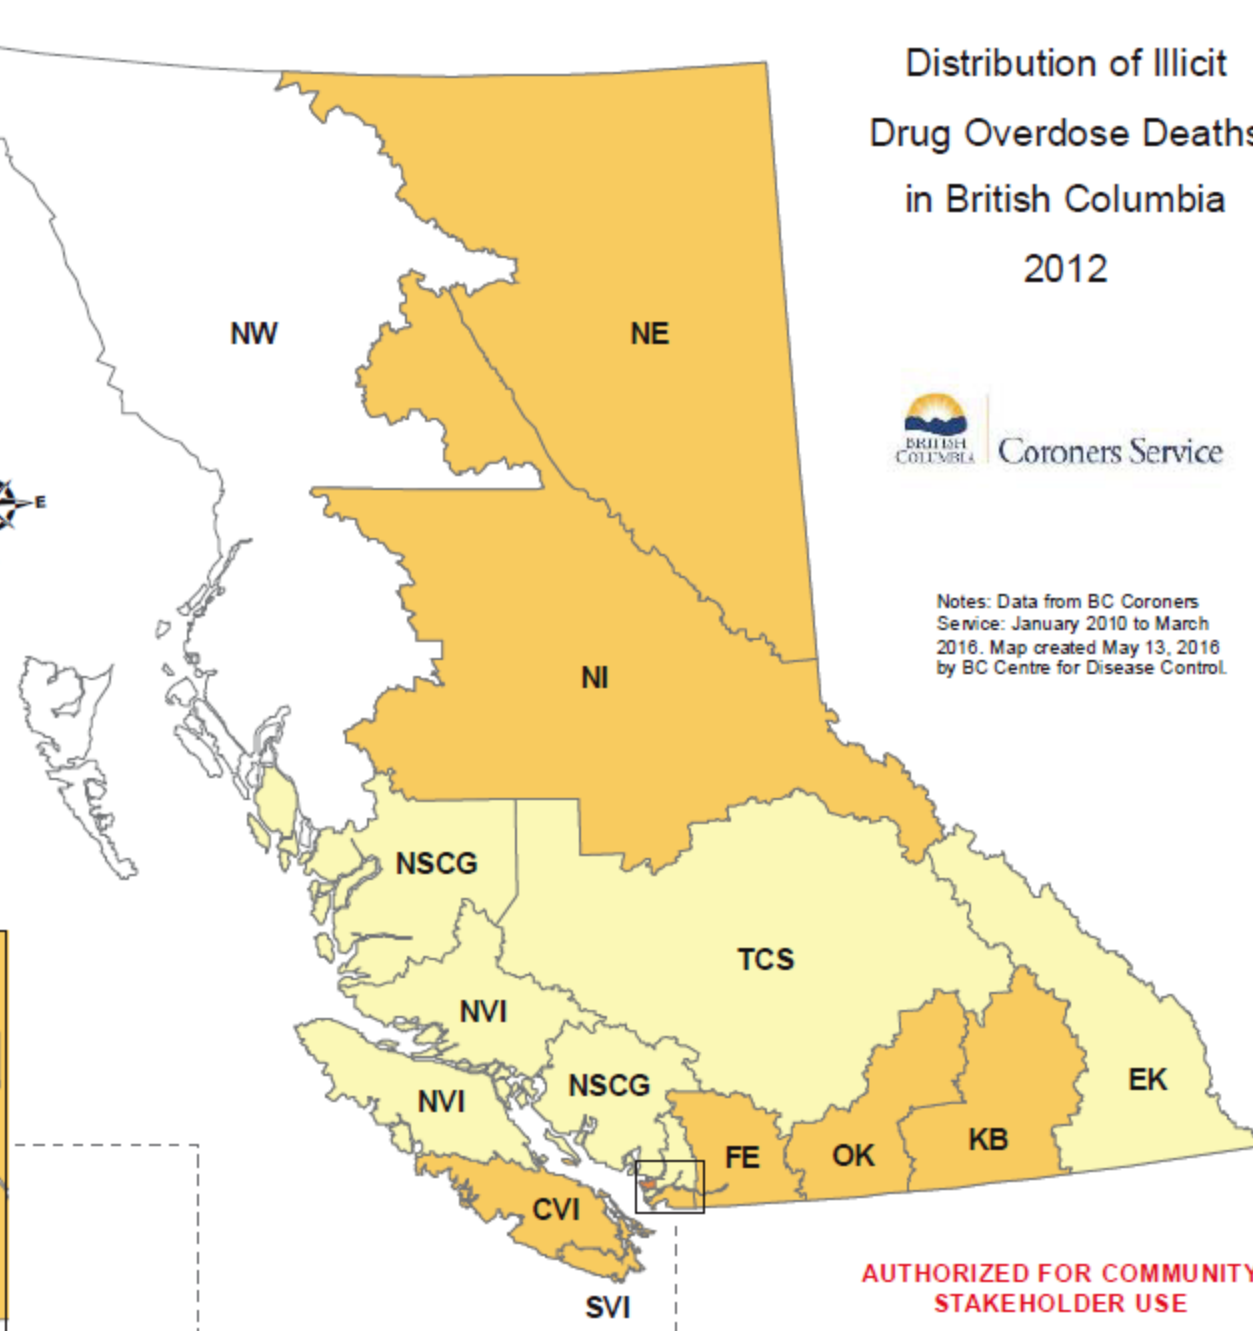 Distribution of Illicit
Drug Overdose Deaths
in British Columbia
2012
NW
NE
BRITISH
COLUMBIA
Coroners Service
E
Notes: Data from BC Coroners
Service: January 2010 to March
2016. Map created May 13, 2016
by BC Centre for Disease Control.
NI
NSCG
TCS
NVI
NSCG
EK
NVI
KB
FE
OK
CVI
AUTHORIZED FOR COMMUNITY
STAKEHOLDER USE
SVI